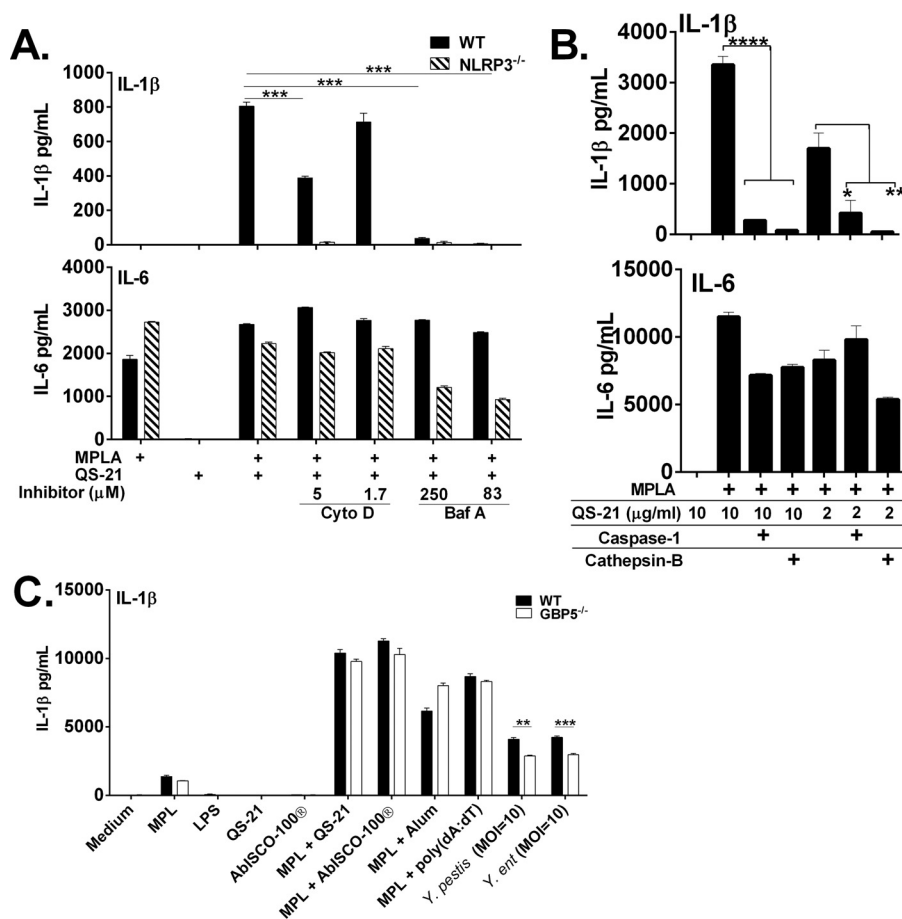 A.
WT
NLRP3-/-
IL-1β
***
***
***
1000
800
600
400
200
0
IL-1β pg/mL
IL-6
4000
3000
2000
1000
0
IL-6 pg/mL
MPLA + + + + + +
QS-21 + + + + + +
Inhibitor (μM) 5 1.7 250 83
Cyto D Baf A
B.
IL-1β
****
* **
4000
3000
2000
1000
0
IL-1β pg/mL
IL-6
15000
10000
5000
0
IL-6 pg/mL
MPLA + + + + + +
QS-21 (μg/ml) 10 10 10 10 2 2 2
Caspase-1 + +
Cathepsin-B + +
C.
IL-1β
WT
GBP5-/-
15000
10000
5000
0
IL-1β pg/mL
** ***
Medium
MPL
LPS
QS-21
AbISCO-100®
MPL + QS-21
MPL + AbISCO-100®
MPL + Alum
MPL + poly(dA:dT)
Y. pestis (MOI=10)
Y. ent (MOI=10)